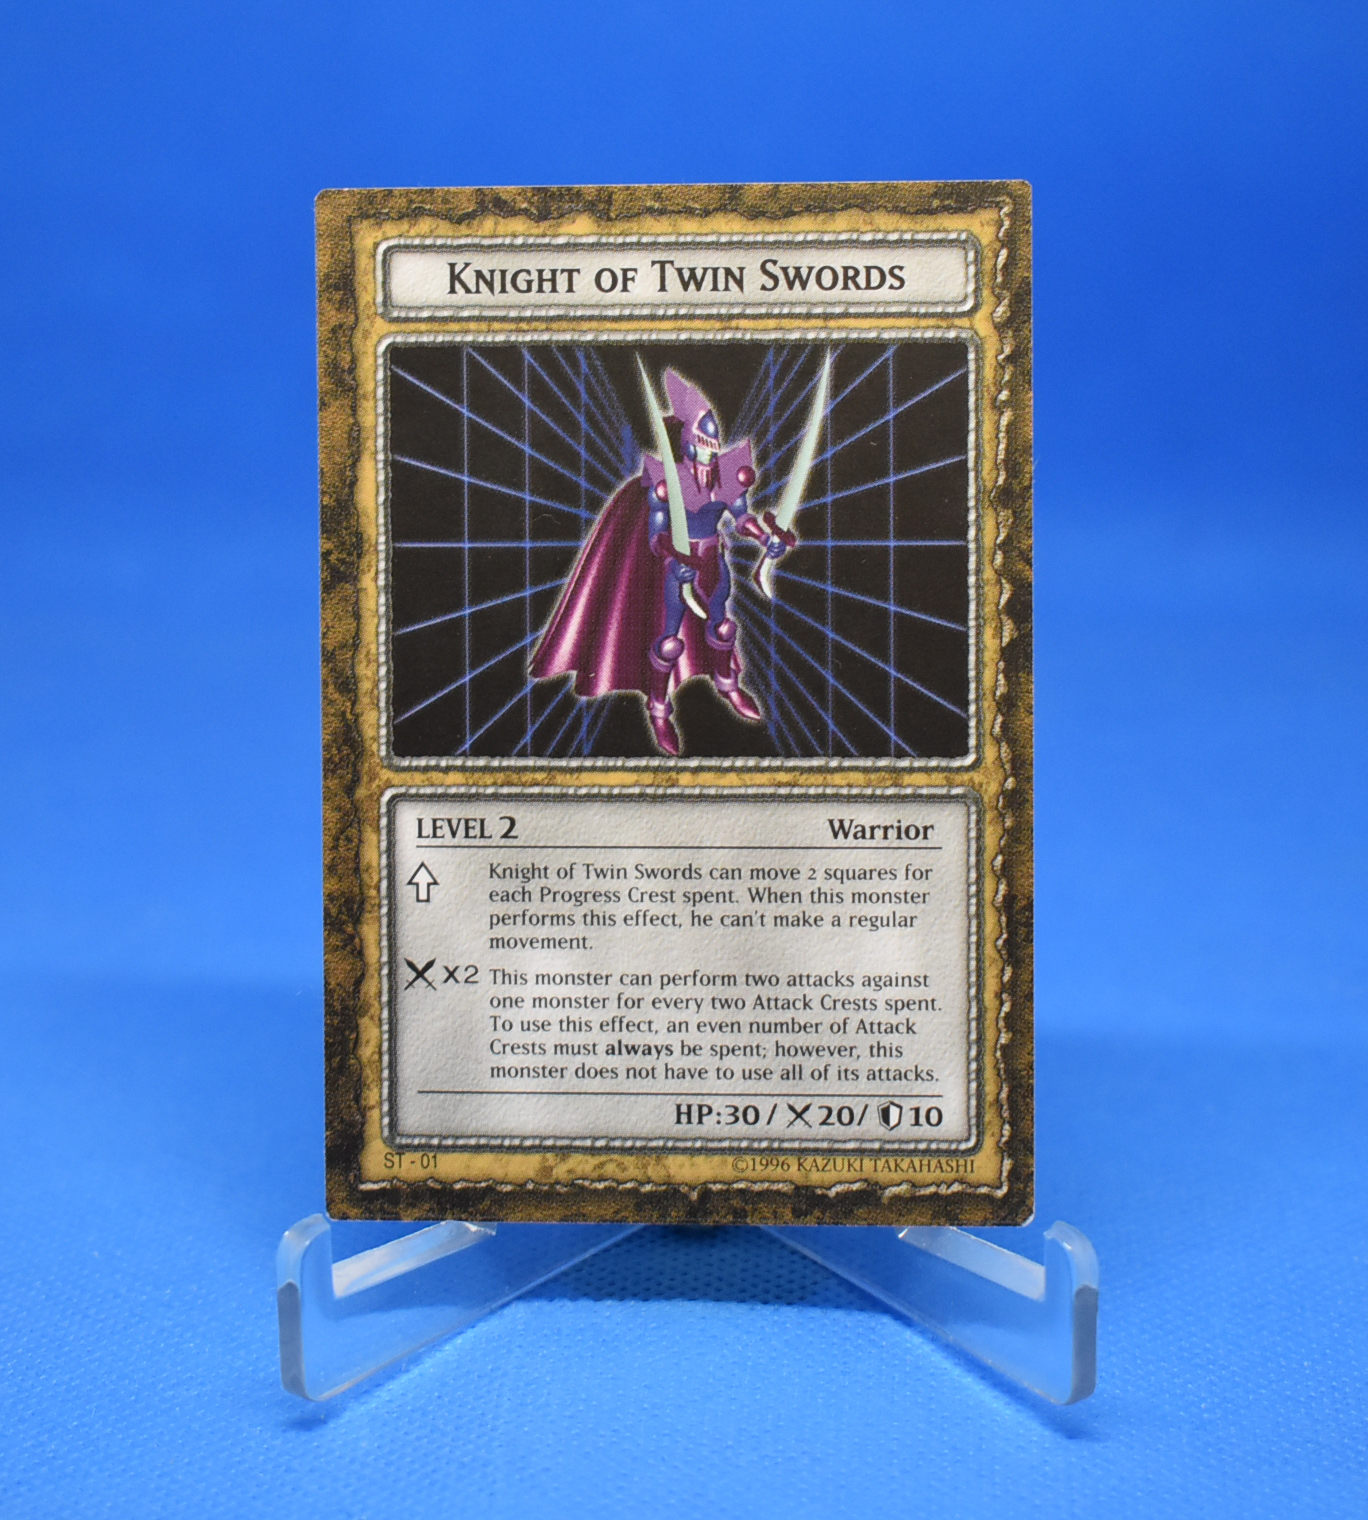 KNIGHT OF TWIN SWORDS
LEVEL 2 Warrior
Knight of Twin Swords can move 2 squares for
each Progress Crest spent. When this monster
performs this effect, he can't make a regular
movement.
X2 This monster can perform two attacks against
one monster for every two Attack Crests spent.
To use this effect, an even number of Attack
Crests must always be spent; however, this
monster does not have to use all of its attacks.
HP:30 / 20/ 10
ST - 01 ©1996 KAZUKI TAKAHASHI